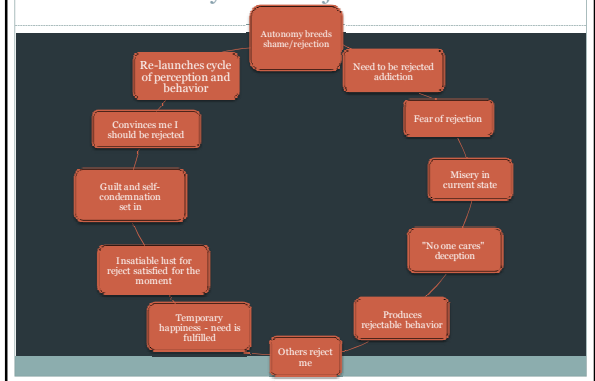 Autonomy breeds
shame/rejection
Need to be rejected
addiction
Fear of rejection
Misery in
current state
"No one cares"
deception
Produces
rejectable behavior
Others reject
me
Temporary
happiness - need is
fulfilled
Insatiable lust for
reject satisfied for the
moment
Guilt and self-
condemnation
set in
Convinces me I
should be rejected
Re-launches cycle
of perception and
behavior